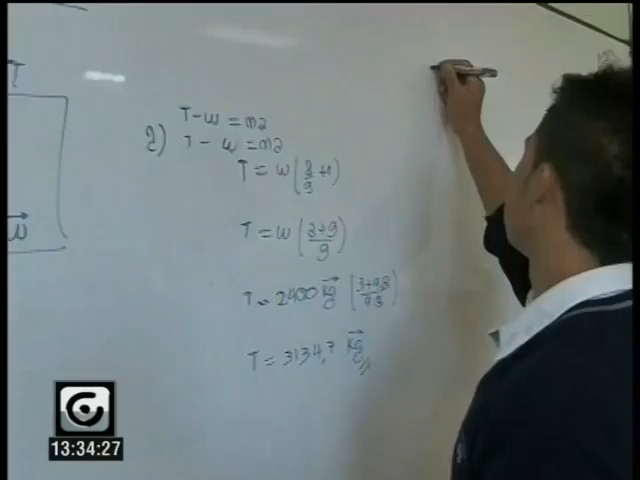 T
T - w = ma
2) T - w = ma
T = w (a/g + 1)
w
T = w (a+g/g)
T = 2400 kg (3+9,8/9,8)
T = 3134,7 kg
13:34:27